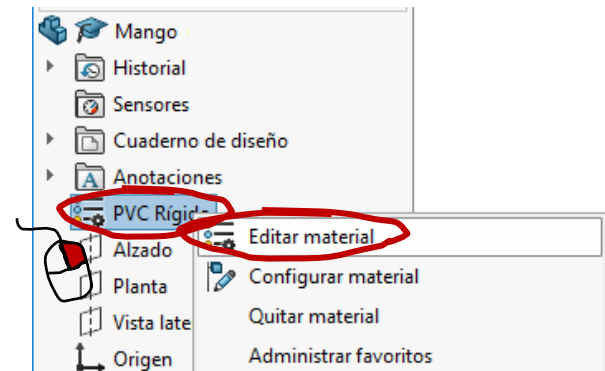 Mango
Historial
Sensores
Cuaderno de diseño
Anotaciones
PVC Rígido
Editar material
Alzado
Configurar material
Planta
Quitar material
Vista late
Administrar favoritos
Origen